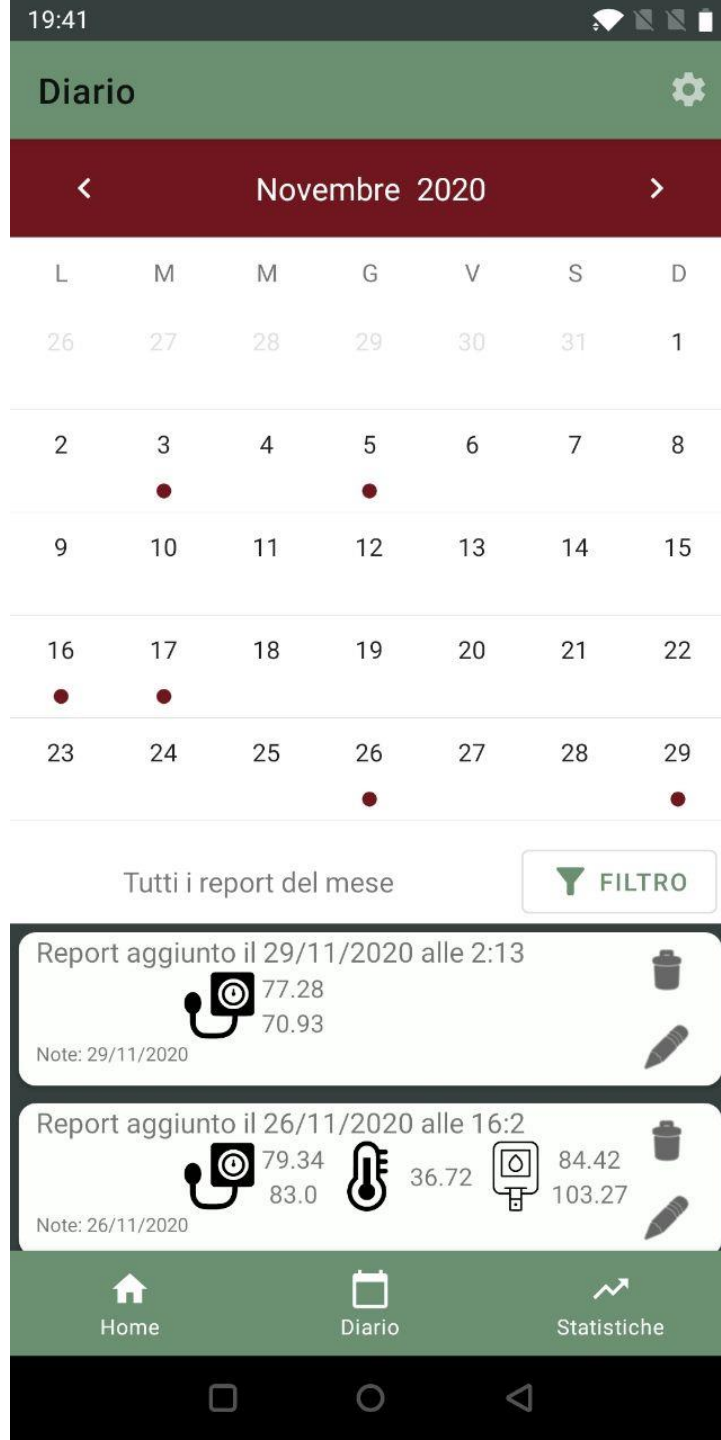 19:41
Diario
Novembre 2020
L M M G V S D
26 27 28 29 30 31 1
2 3 4 5 6 7 8
9 10 11 12 13 14 15
16 17 18 19 20 21 22
23 24 25 26 27 28 29
Tutti i report del mese
FILTRO
Report aggiunto il 29/11/2020 alle 2:13
77.28
70.93
Note: 29/11/2020
Report aggiunto il 26/11/2020 alle 16:2
79.34 36.72 84.42
83.0 103.27
Note: 26/11/2020
Home Diario Statistiche